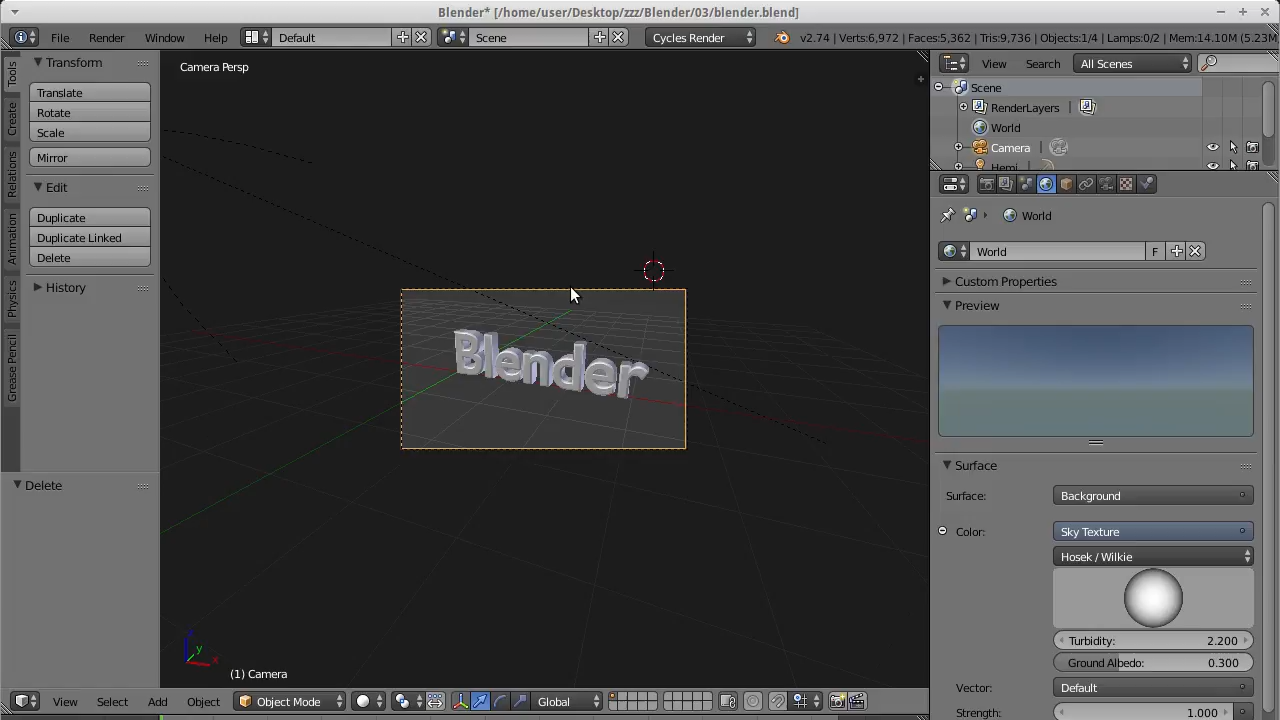 Blender* [/home/user/Desktop/zzz/Blender/03/blender.blend]
File Render Window Help Default Scene Cycles Render v2.74 | Verts:6,972 | Faces:5,362 | Tris:9,736 | Objects:1/4 | Lamps:0/2 | Mem:14.10M (5.23M
Tools
Create
Relations
Animation
Physics
Grease Pencil
Transform
Translate
Rotate
Scale
Mirror
Edit
Duplicate
Duplicate Linked
Delete
History
Delete
Camera Persp
Blender
z
y
x
(1) Camera
View Select Add Object Object Mode Global
View Search All Scenes
Scene
RenderLayers
World
Camera
Hemi
World
World F
Custom Properties
Preview
Surface
Surface: Background
Color: Sky Texture
Hosek / Wilkie
Turbidity: 2.200
Ground Albedo: 0.300
Vector: Default
Strength: 1.000